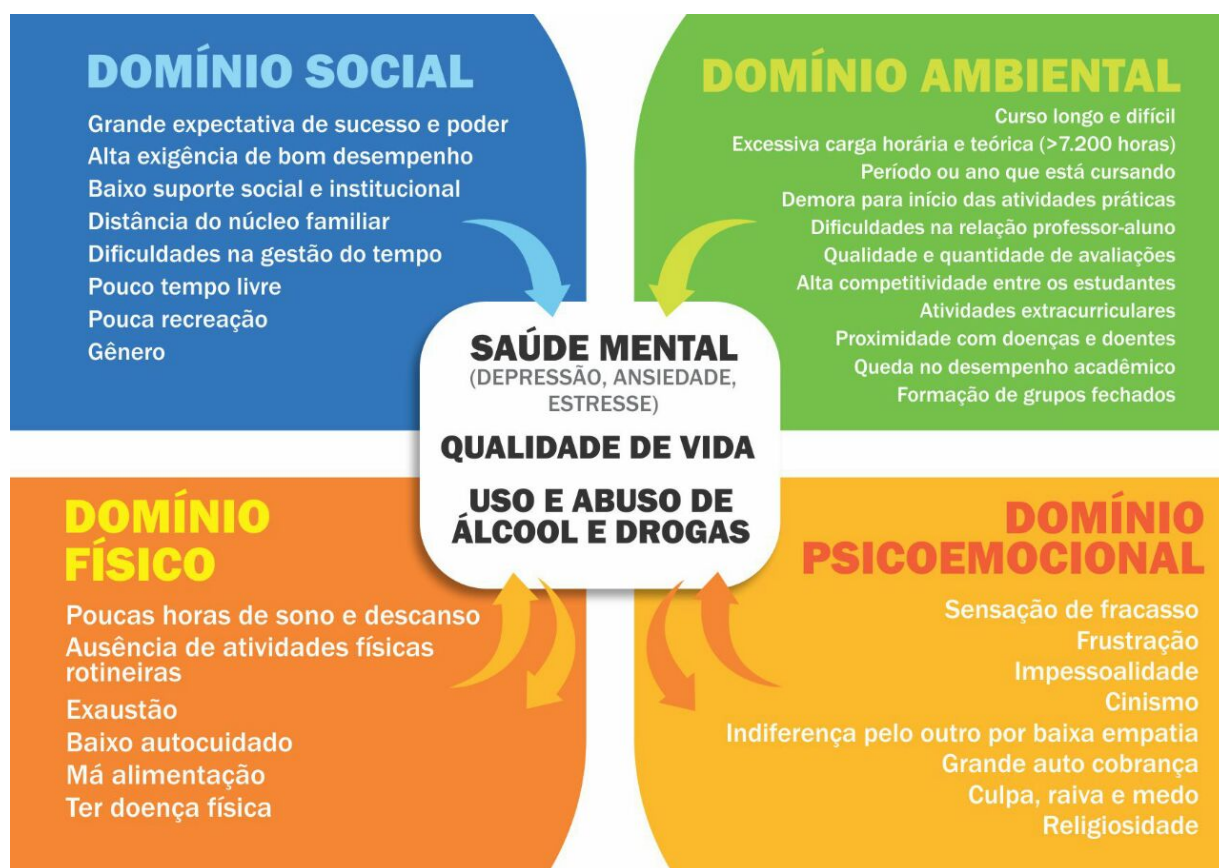 DOMÍNIO SOCIAL
Grande expectativa de sucesso e poder
Alta exigência de bom desempenho
Baixo suporte social e institucional
Distância do núcleo familiar
Dificuldades na gestão do tempo
Pouco tempo livre
Pouca recreação
Gênero
DOMÍNIO AMBIENTAL
Curso longo e difícil
Excessiva carga horária e teórica (>7.200 horas)
Período ou ano que está cursando
Demora para início das atividades práticas
Dificuldades na relação professor-aluno
Qualidade e quantidade de avaliações
Alta competitividade entre os estudantes
Atividades extracurriculares
Proximidade com doenças e doentes
Queda no desempenho acadêmico
Formação de grupos fechados
SAÚDE MENTAL
(DEPRESSÃO, ANSIEDADE,
ESTRESSE)
QUALIDADE DE VIDA
USO E ABUSO DE
ÁLCOOL E DROGAS
DOMÍNIO
FÍSICO
Poucas horas de sono e descanso
Ausência de atividades físicas
rotineiras
Exaustão
Baixo autocuidado
Má alimentação
Ter doença física
DOMÍNIO
PSICOEMOCIONAL
Sensação de fracasso
Frustração
Impessoalidade
Cinismo
Indiferença pelo outro por baixa empatia
Grande auto cobrança
Culpa, raiva e medo
Religiosidade